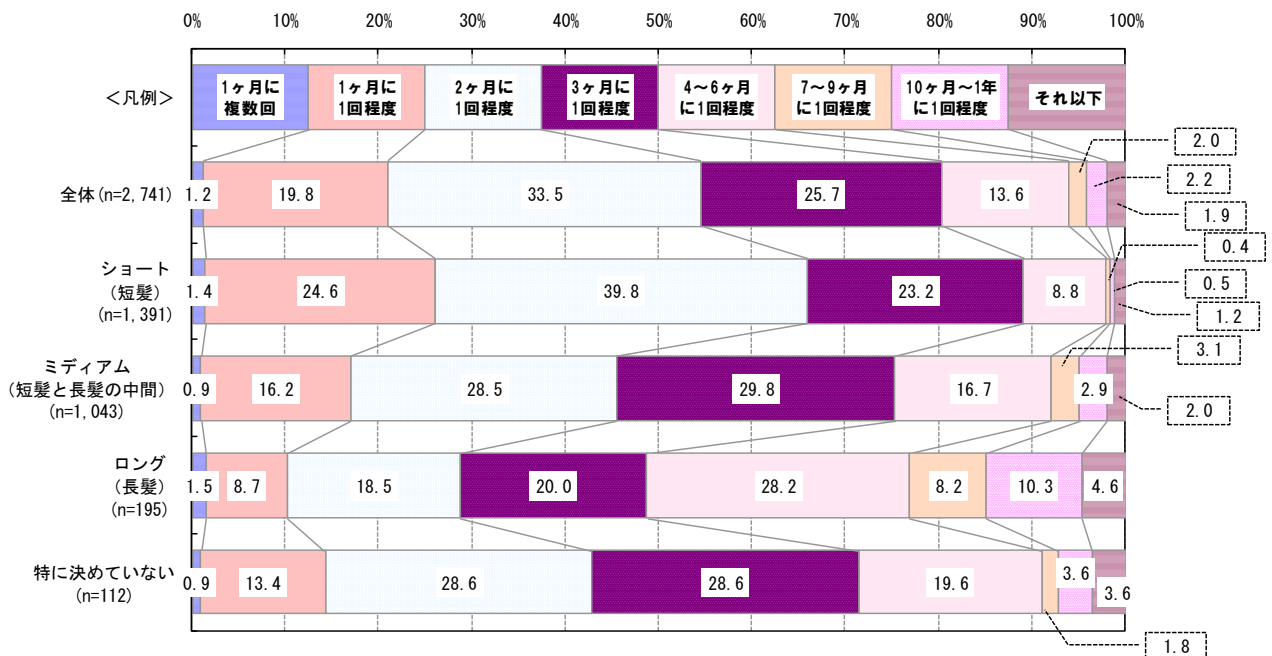 0% 10% 20% 30% 40% 50% 60% 70% 80% 90% 100%
＜凡例＞
1ヶ月に
複数回
1ヶ月に
1回程度
2ヶ月に
1回程度
3ヶ月に
1回程度
4～6ヶ月
に1回程度
7～9ヶ月
に1回程度
10ヶ月～1年
に1回程度
それ以下
全体(n=2,741)
1.2 19.8 33.5 25.7 13.6
2.0
2.2
1.9
ショート
（短髪）
(n=1,391)
1.4 24.6 39.8 23.2 8.8
0.4
0.5
1.2
ミディアム
（短髪と長髪の中間）
(n=1,043)
0.9 16.2 28.5 29.8 16.7
3.1
2.9
2.0
ロング
（長髪）
(n=195)
1.5 8.7 18.5 20.0 28.2 8.2 10.3 4.6
特に決めていない
(n=112)
0.9 13.4 28.6 28.6 19.6
1.8
3.6
3.6